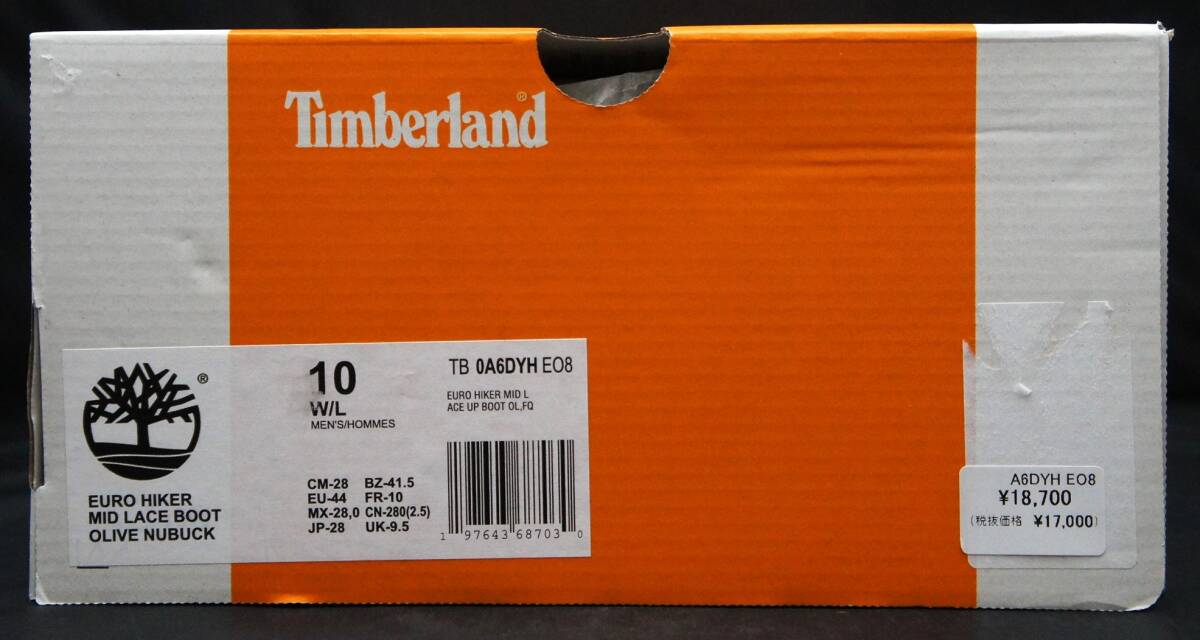 Timberland®
®
EURO HIKER
MID LACE BOOT
OLIVE NUBUCK
10
W/L
MEN'S/HOMMES
CM-28 BZ-41.5
EU-44 FR-10
MX-28,0 CN-280(2.5)
JP-28 UK-9.5
TB 0A6DYH EO8
EURO HIKER MID L
ACE UP BOOT OL,FQ
1 97643 68703 0
A6DYH EO8
¥18,700
(税抜価格 ¥17,000)